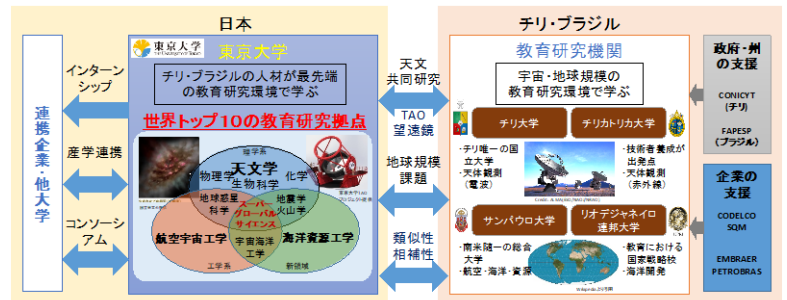 日本
チリ・ブラジル
連携企業・他大学
インターン
シップ
産学連携
コンソーシ
アム
東京大学
東京大学
チリ・ブラジルの人材が最先端
の教育研究環境で学ぶ
世界トップ10の教育研究拠点
理学系
天文学
物理学
化学
生物科学
地球惑星
科学
地震学
火山学
スーパー
グローバル
サイエンス
航空宇宙工学
宇宙海洋
工学
海洋資源工学
工学系
新領域
天文
共同研究
TAO
望遠鏡
地球規模
課題
類似性
相補性
教育研究機関
宇宙・地球規模の
教育研究環境で学ぶ
チリ大学
チリカトリカ大学
・チリ唯一の国
立大学
・天体観測
(電波)
・技術者養成が
出発点
・天体観測
(赤外線)
サンパウロ大学
リオデジャネイロ
連邦大学
・南米随一の総合
大学
・航空・海洋・資源
・教育における
国家戦略校
・海洋開発
政府・州
の支援
CONICYT
(チリ)
FAPESP
(ブラジル)
企業の
支援
CODELCO
SQM
EMBRAER
PETROBRAS